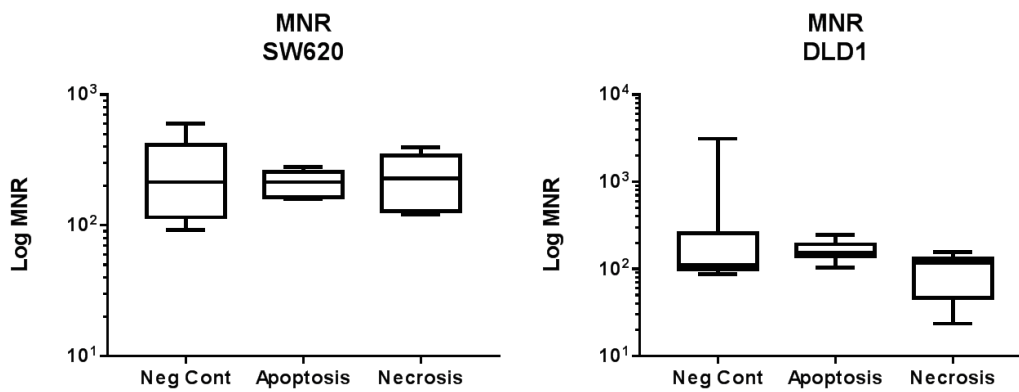 MNR
SW620
Log MNR
10³
10²
10¹
Neg Cont Apoptosis Necrosis
MNR
DLD1
Log MNR
10⁴
10³
10²
10¹
Neg Cont Apoptosis Necrosis